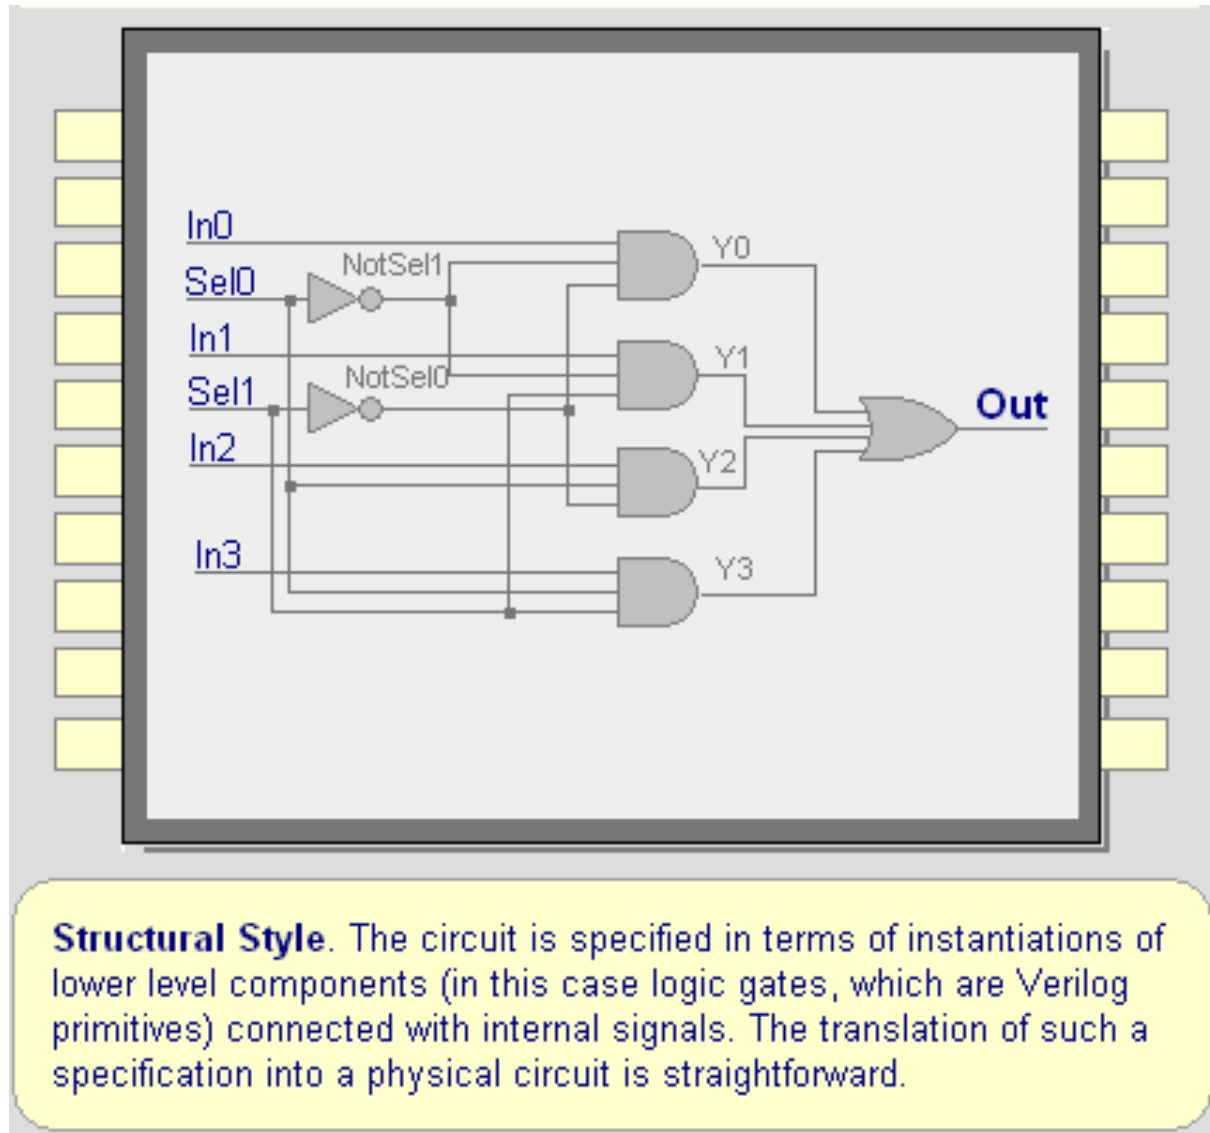 In0
NotSel1
Y0
Sel0
In1
Y1
NotSel0
Sel1
Out
In2
Y2
In3
Y3
Structural Style. The circuit is specified in terms of instantiations of
lower level components (in this case logic gates, which are Verilog
primitives) connected with internal signals. The translation of such a
specification into a physical circuit is straightforward.